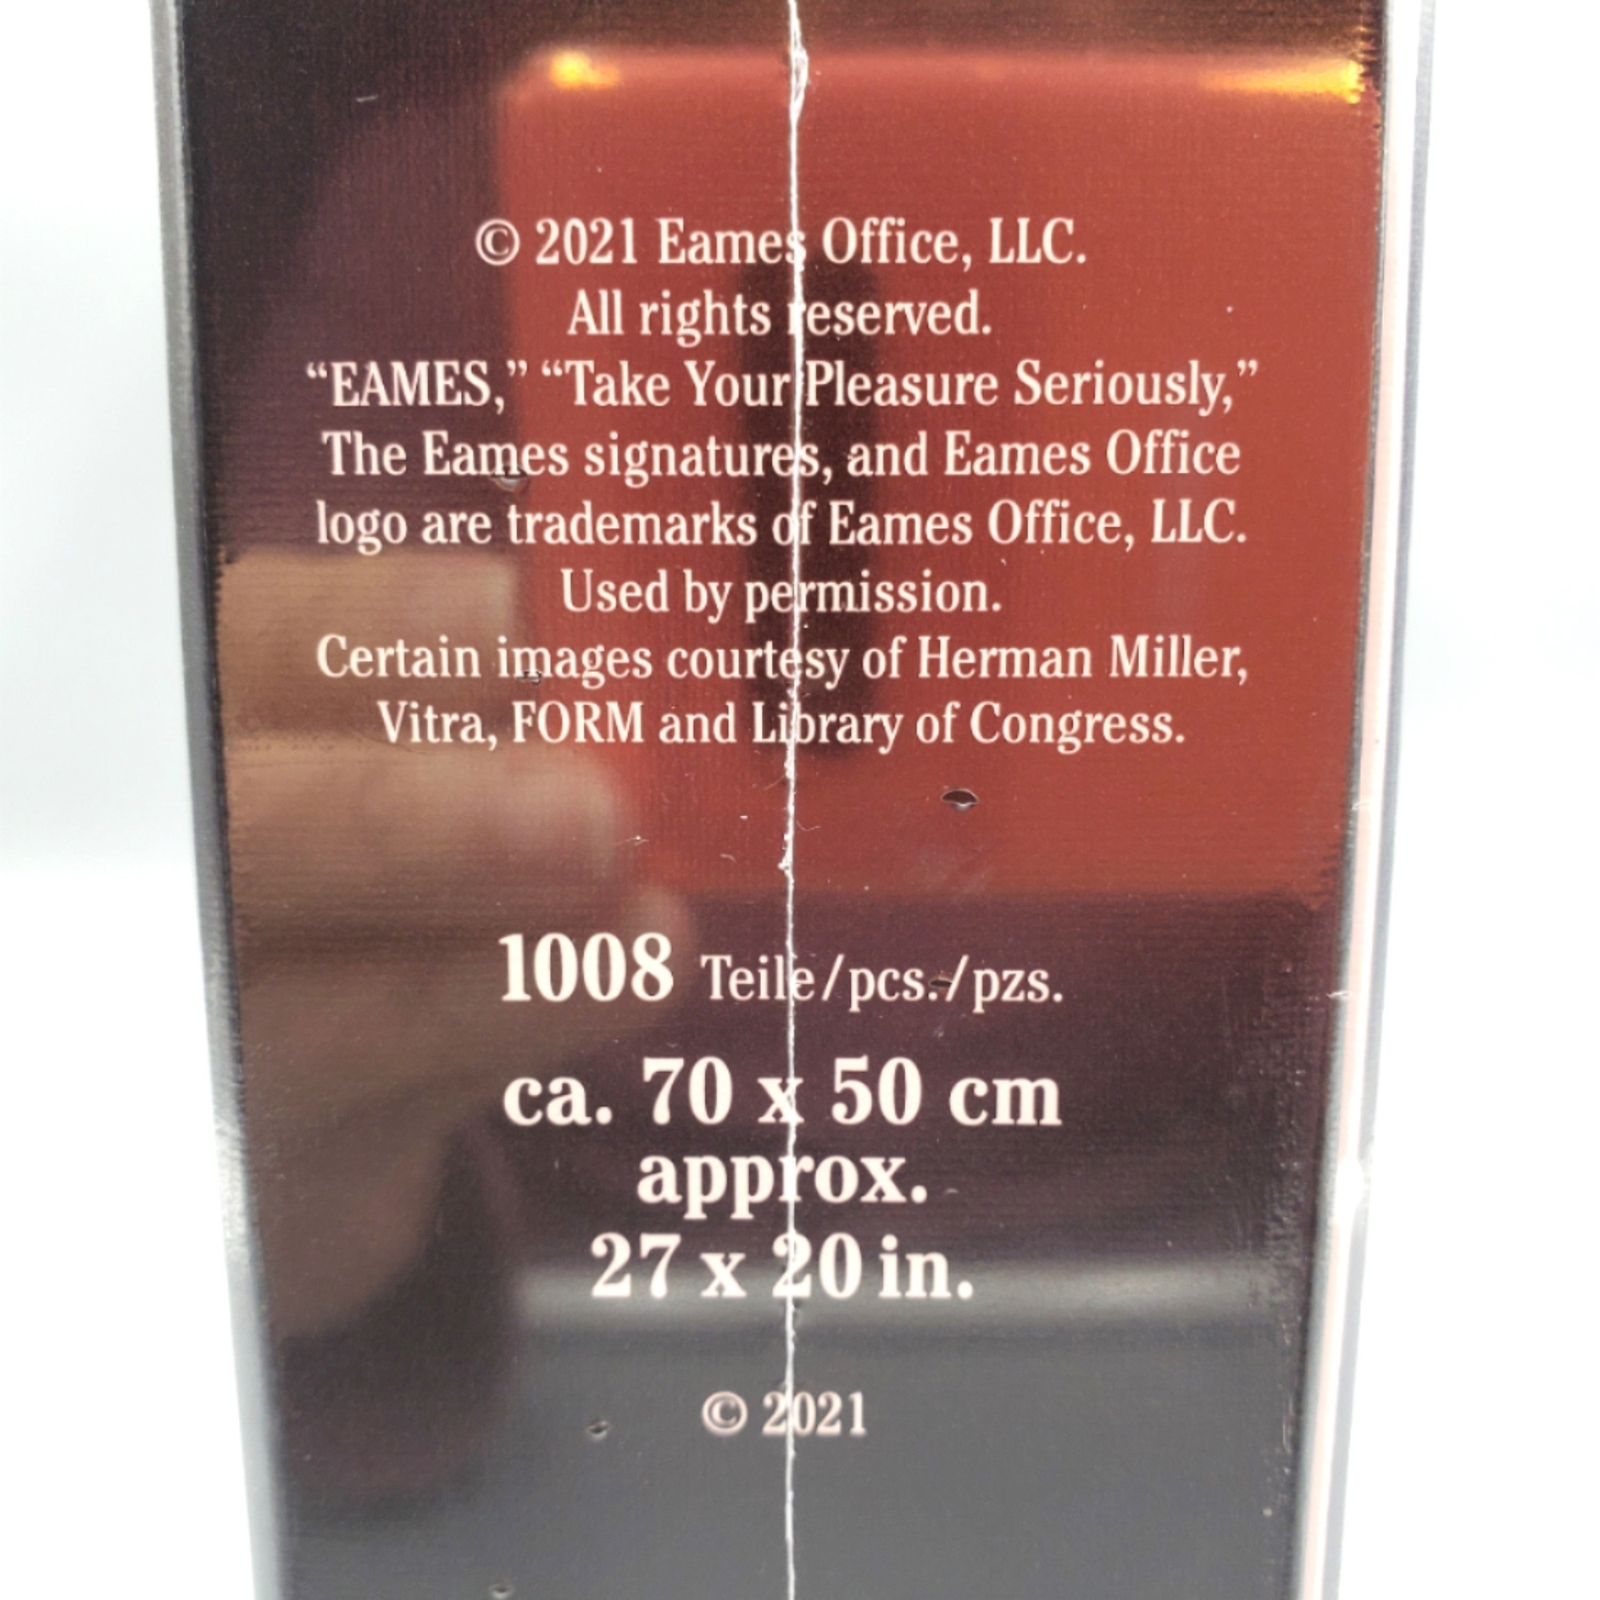 © 2021 Eames Office, LLC.
All rights reserved.
“EAMES,” “Take Your Pleasure Seriously,”
The Eames signatures, and Eames Office
logo are trademarks of Eames Office, LLC.
Used by permission.
Certain images courtesy of Herman Miller,
Vitra, FORM and Library of Congress.
1008 Teile/pcs./pzs.
ca. 70 x 50 cm
approx.
27 x 20 in.
© 2021